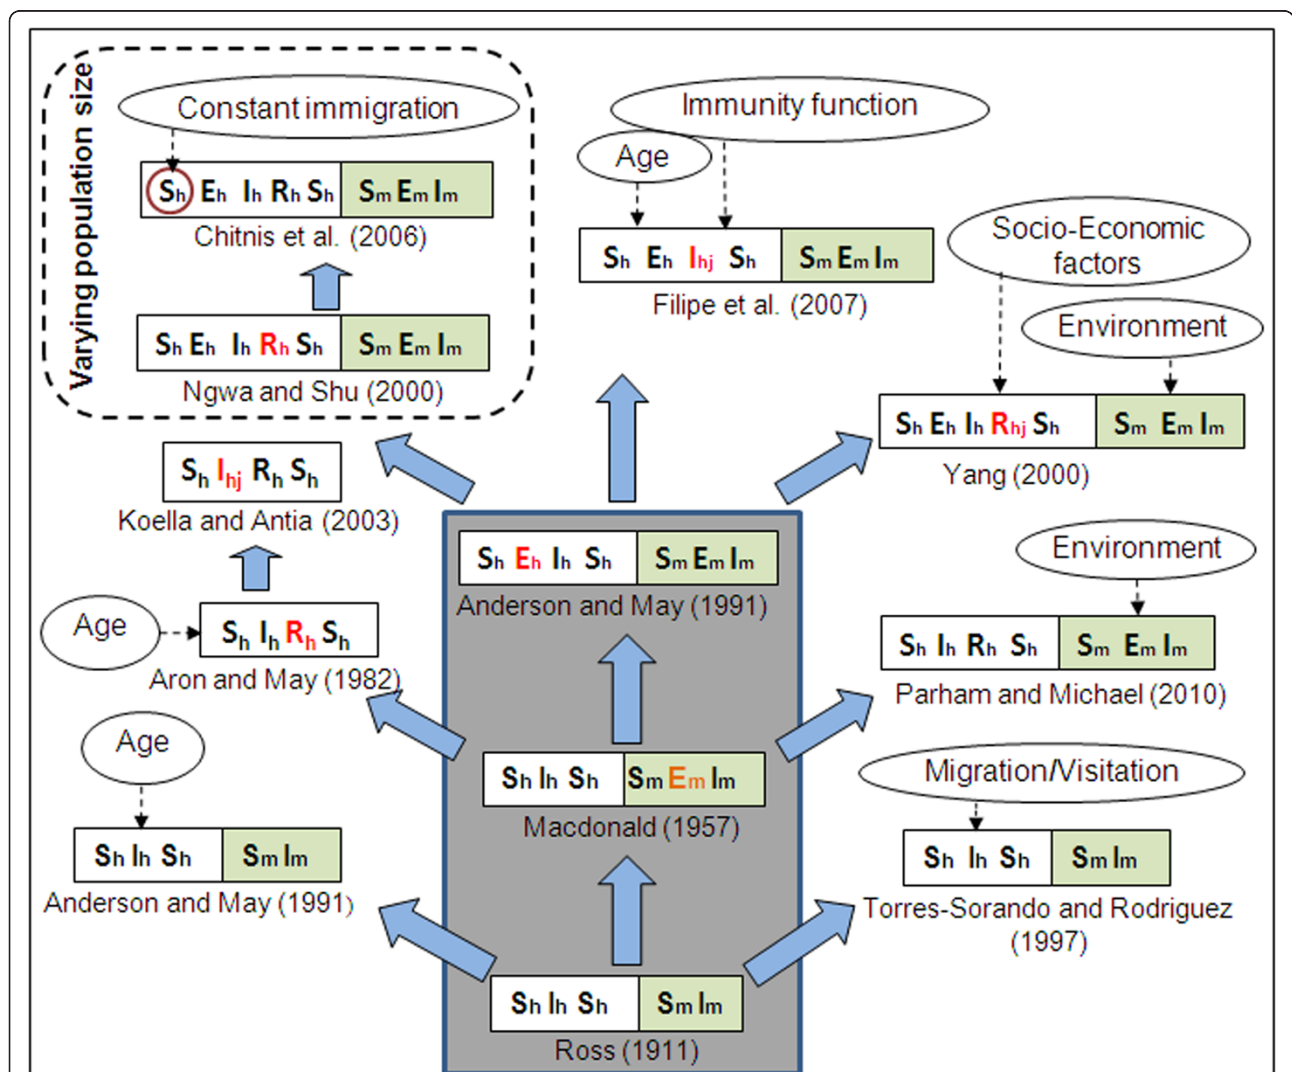 Varying population size
Constant immigration
Sh Eh Ih Rh Sh Sm Em Im
Chitnis et al. (2006)
Sh Eh Ih Rh Sh Sm Em Im
Ngwa and Shu (2000)
Immunity function
Age
Sh Eh Ihj Sh Sm Em Im
Filipe et al. (2007)
Socio-Economic
factors
Environment
Sh Eh Ih Rhj Sh Sm Em Im
Yang (2000)
Sh Ihj Rh Sh
Koella and Antia (2003)
Age
Sh Ih Rh Sh
Aron and May (1982)
Sh Eh Ih Sh Sm Em Im
Anderson and May (1991)
Environment
Sh Ih Rh Sh Sm Em Im
Parham and Michael (2010)
Age
Sh Ih Sh Sm Im
Anderson and May (1991)
Sh Ih Sh Sm Em Im
Macdonald (1957)
Migration/Visitation
Sh Ih Sh Sm Im
Torres-Sorando and Rodriguez
(1997)
Sh Ih Sh Sm Im
Ross (1911)